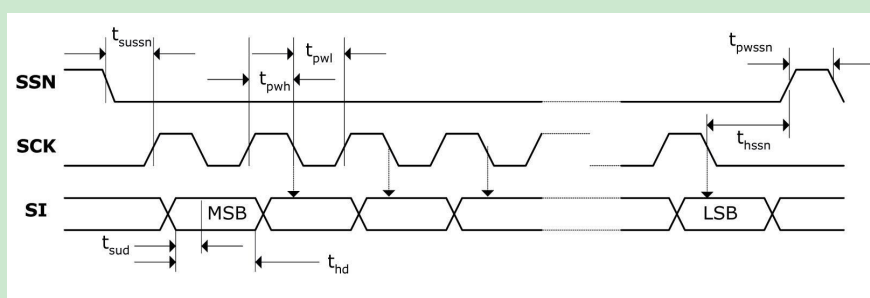 t_sussn
t_pwl
t_pwssn
SSN
t_pwh
SCK
t_hssn
SI
MSB
LSB
t_sud
t_hd